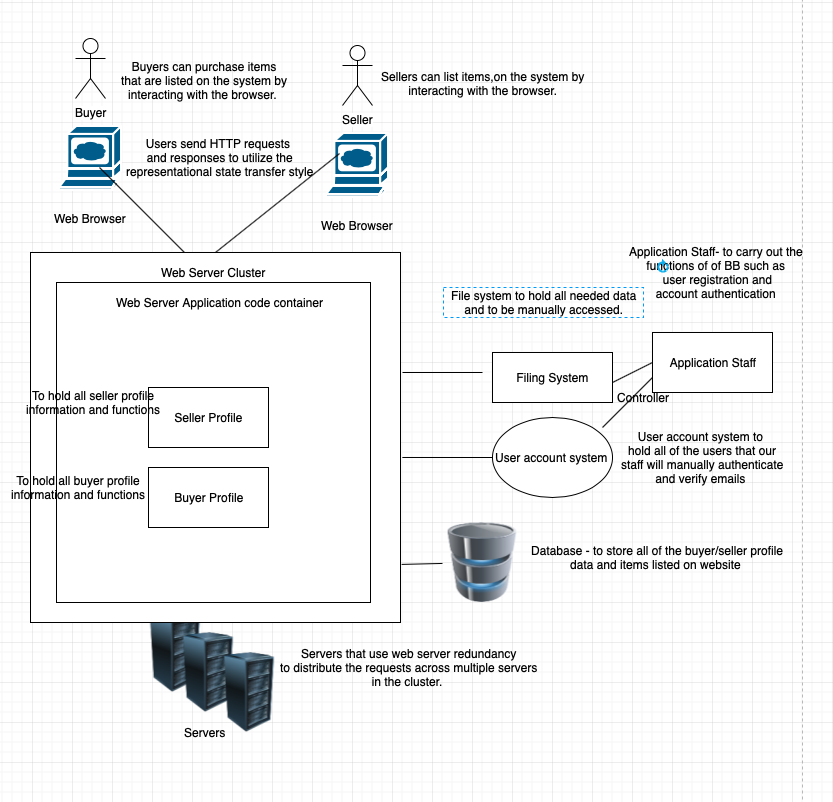 Buyers can purchase items
that are listed on the system by
interacting with the browser.
Buyer
Sellers can list items,on the system by
interacting with the browser.
Seller
Users send HTTP requests
and responses to utilize the
representational state transfer style
Web Browser
Web Browser
Web Server Cluster
Web Server Application code container
To hold all seller profile
information and functions
Seller Profile
To hold all buyer profile
information and functions
Buyer Profile
Application Staff- to carry out the
functions of of BB such as
user registration and
account authentication
File system to hold all needed data
and to be manually accessed.
Filing System
Application Staff
Controller
User account system
User account system to
hold all of the users that our
staff will manually authenticate
and verify emails
Database - to store all of the buyer/seller profile
data and items listed on website
Servers that use web server redundancy
to distribute the requests across multiple servers
in the cluster.
Servers